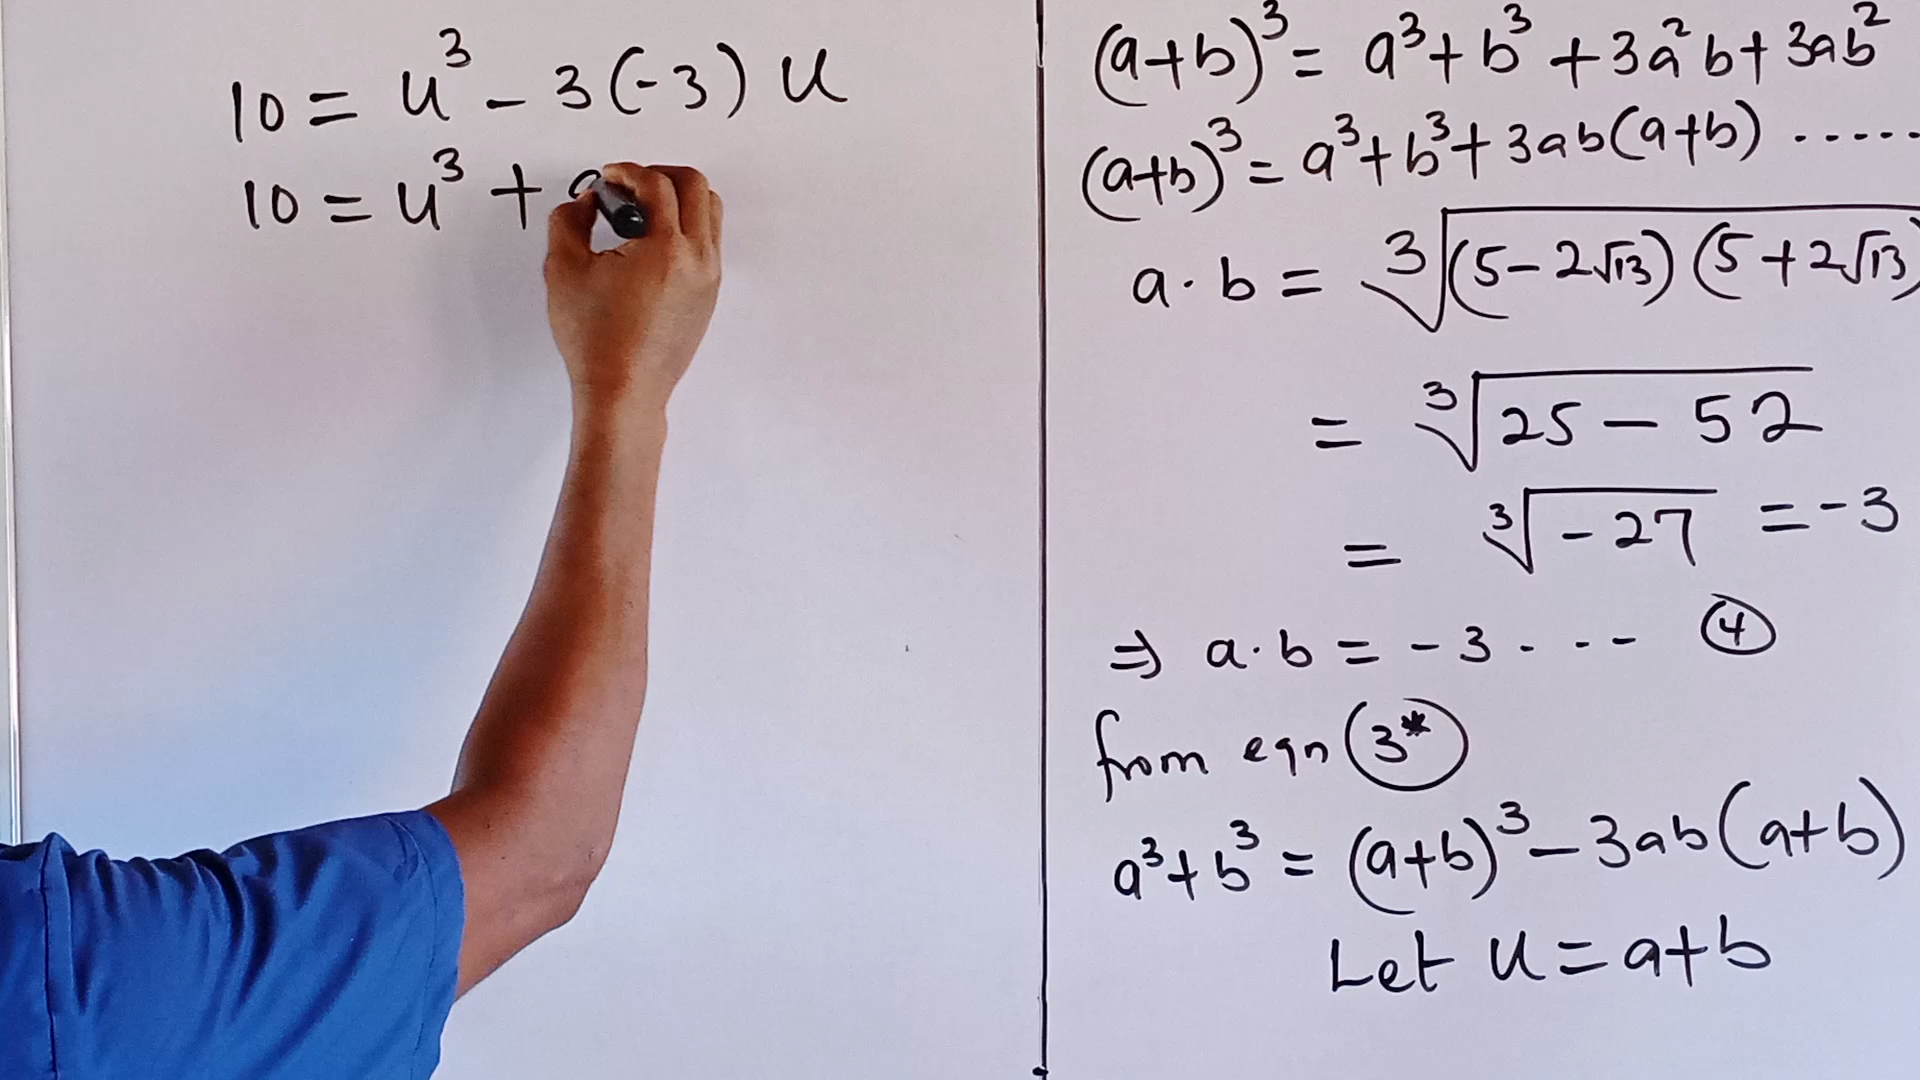 10 = u³ - 3(-3) u
10 = u³ +
(a+b)³ = a³ + b³ + 3a²b + 3ab²
(a+b)³ = a³ + b³ + 3ab(a+b) .....
a · b = ∛(5-2√13) (5+2√13)
= ∛25 - 52
= ∛-27 = -3
⇒ a · b = -3 - - - ④
from eqn (3*)
a³ + b³ = (a+b)³ - 3ab(a+b)
Let u = a+b